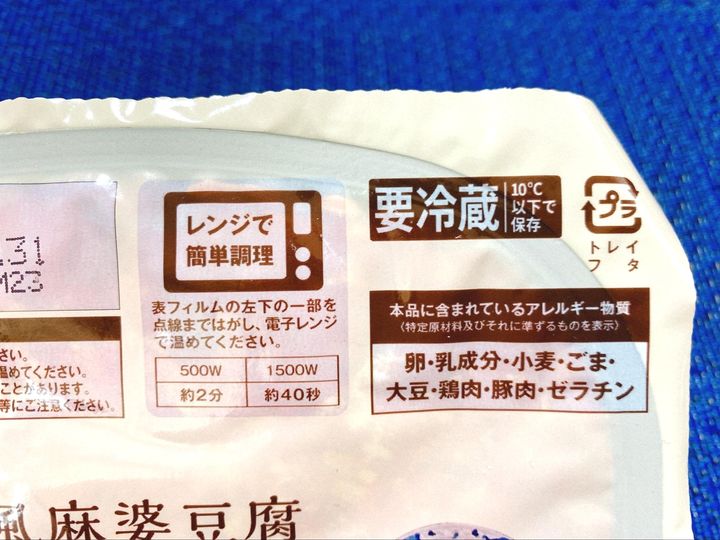 .31
M23
さい。
温めてください。
ことがあります。
等にご注意ください。
レンジで
簡単調理
表フィルムの左下の一部を
点線まではがし、電子レンジ
で温めてください。
500W 1500W
約2分 約40秒
要冷蔵
10℃
以下で
保存
プラ
トレイ
フタ
本品に含まれているアレルギー物質
〈特定原材料及びそれに準ずるものを表示〉
卵・乳成分・小麦・ごま・
大豆・鶏肉・豚肉・ゼラチン
風麻婆豆腐